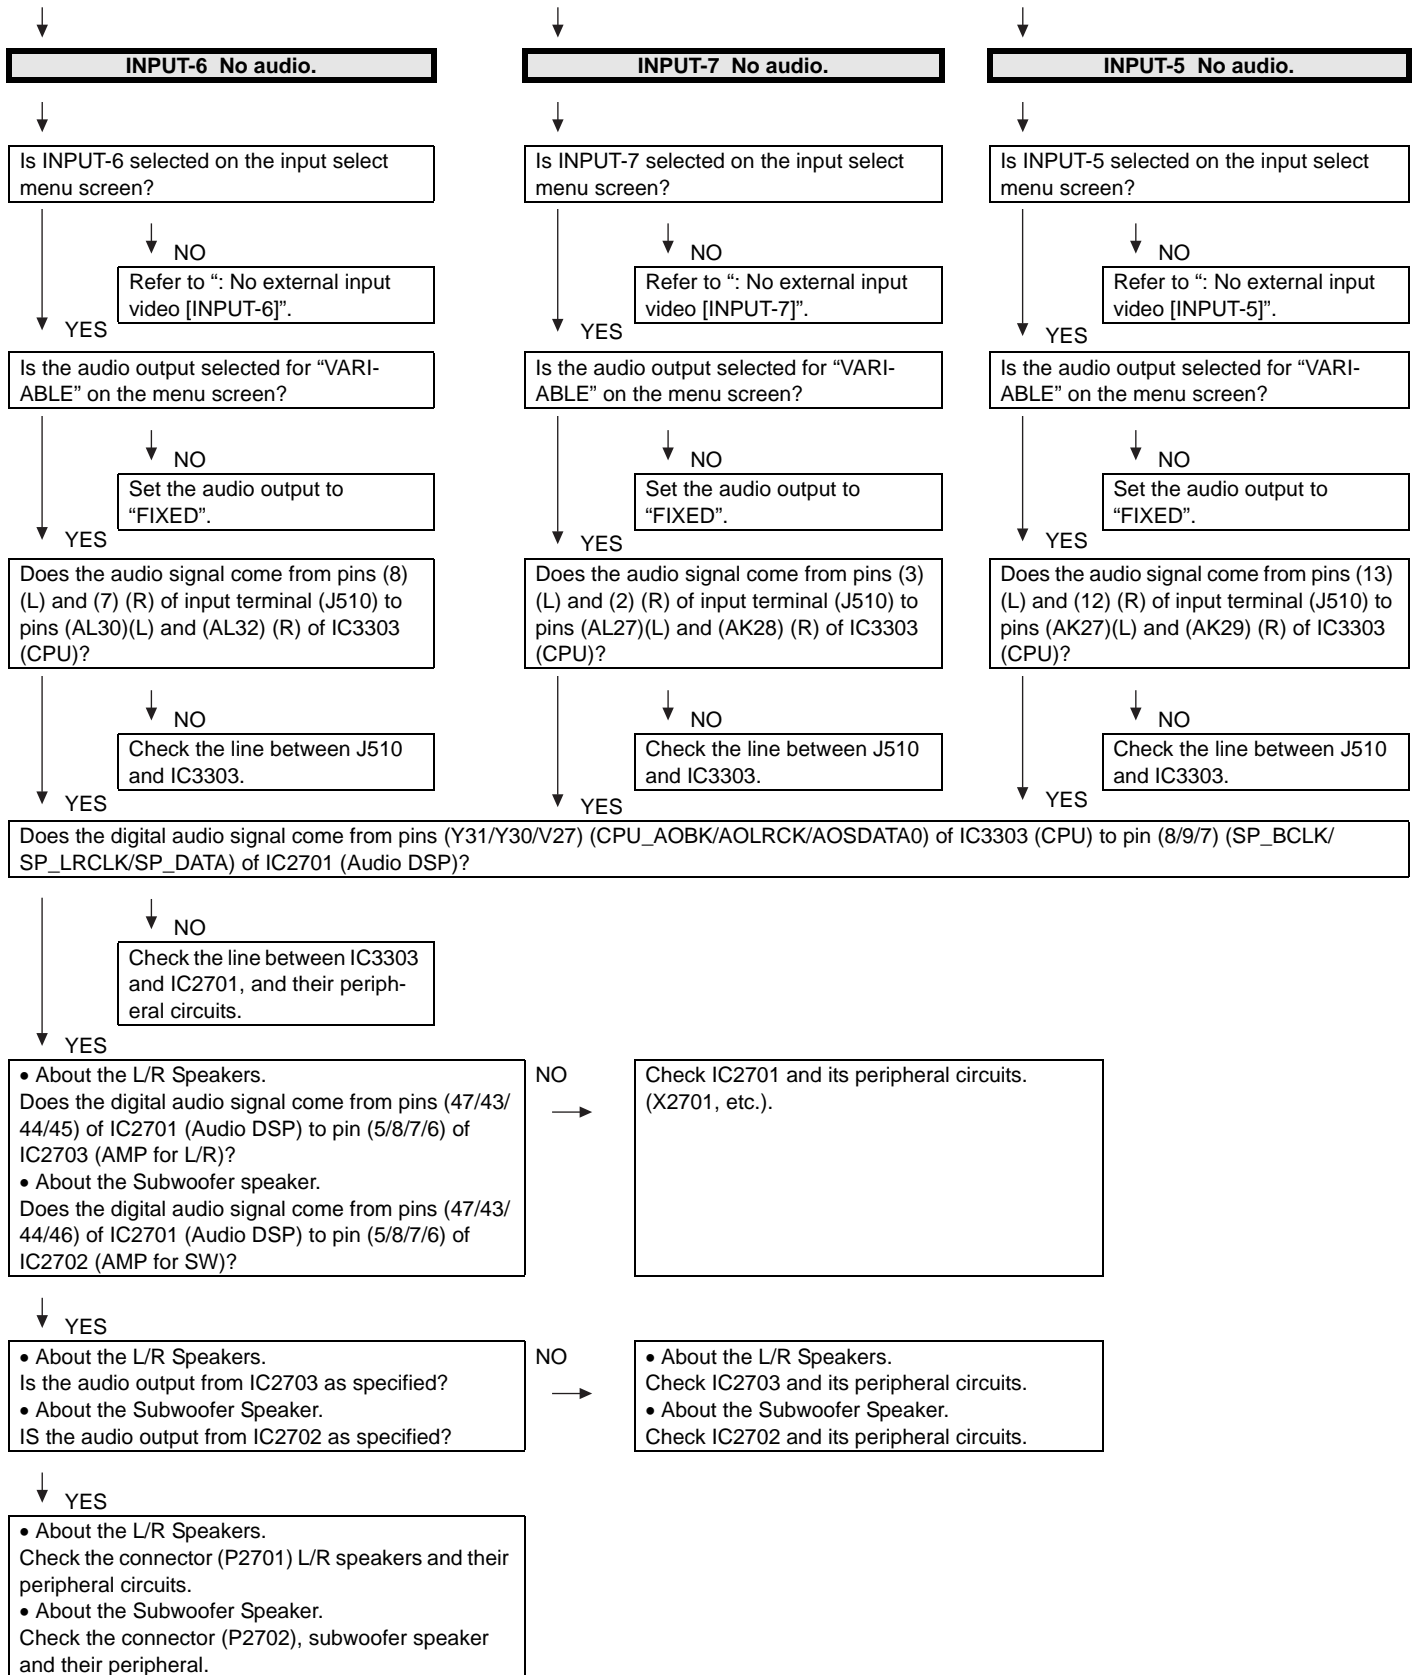 INPUT-6 No audio.
INPUT-7 No audio.
INPUT-5 No audio.
Is INPUT-6 selected on the input select
menu screen?
Is INPUT-7 selected on the input select
menu screen?
Is INPUT-5 selected on the input select
menu screen?
NO
Refer to “: No external input
video [INPUT-6]”.
YES
NO
Refer to “: No external input
video [INPUT-7]”.
YES
NO
Refer to “: No external input
video [INPUT-5]”.
YES
Is the audio output selected for “VARI-
ABLE” on the menu screen?
Is the audio output selected for “VARI-
ABLE” on the menu screen?
Is the audio output selected for “VARI-
ABLE” on the menu screen?
NO
Set the audio output to
“FIXED”.
YES
NO
Set the audio output to
“FIXED”.
YES
NO
Set the audio output to
“FIXED”.
YES
Does the audio signal come from pins (8)
(L) and (7) (R) of input terminal (J510) to
pins (AL30)(L) and (AL32) (R) of IC3303
(CPU)?
Does the audio signal come from pins (3)
(L) and (2) (R) of input terminal (J510) to
pins (AL27)(L) and (AK28) (R) of IC3303
(CPU)?
Does the audio signal come from pins (13)
(L) and (12) (R) of input terminal (J510) to
pins (AK27)(L) and (AK29) (R) of IC3303
(CPU)?
NO
Check the line between J510
and IC3303.
YES
NO
Check the line between J510
and IC3303.
YES
NO
Check the line between J510
and IC3303.
YES
Does the digital audio signal come from pins (Y31/Y30/V27) (CPU_AOBK/AOLRCK/AOSDATA0) of IC3303 (CPU) to pin (8/9/7) (SP_BCLK/
SP_LRCLK/SP_DATA) of IC2701 (Audio DSP)?
NO
Check the line between IC3303
and IC2701, and their periph-
eral circuits.
YES
• About the L/R Speakers.
Does the digital audio signal come from pins (47/43/
44/45) of IC2701 (Audio DSP) to pin (5/8/7/6) of
IC2703 (AMP for L/R)?
• About the Subwoofer speaker.
Does the digital audio signal come from pins (47/43/
44/46) of IC2701 (Audio DSP) to pin (5/8/7/6) of
IC2702 (AMP for SW)?
NO
Check IC2701 and its peripheral circuits.
(X2701, etc.).
YES
• About the L/R Speakers.
Is the audio output from IC2703 as specified?
• About the Subwoofer Speaker.
IS the audio output from IC2702 as specified?
NO
• About the L/R Speakers.
Check IC2703 and its peripheral circuits.
• About the Subwoofer Speaker.
Check IC2702 and its peripheral circuits.
YES
• About the L/R Speakers.
Check the connector (P2701) L/R speakers and their
peripheral circuits.
• About the Subwoofer Speaker.
Check the connector (P2702), subwoofer speaker
and their peripheral.